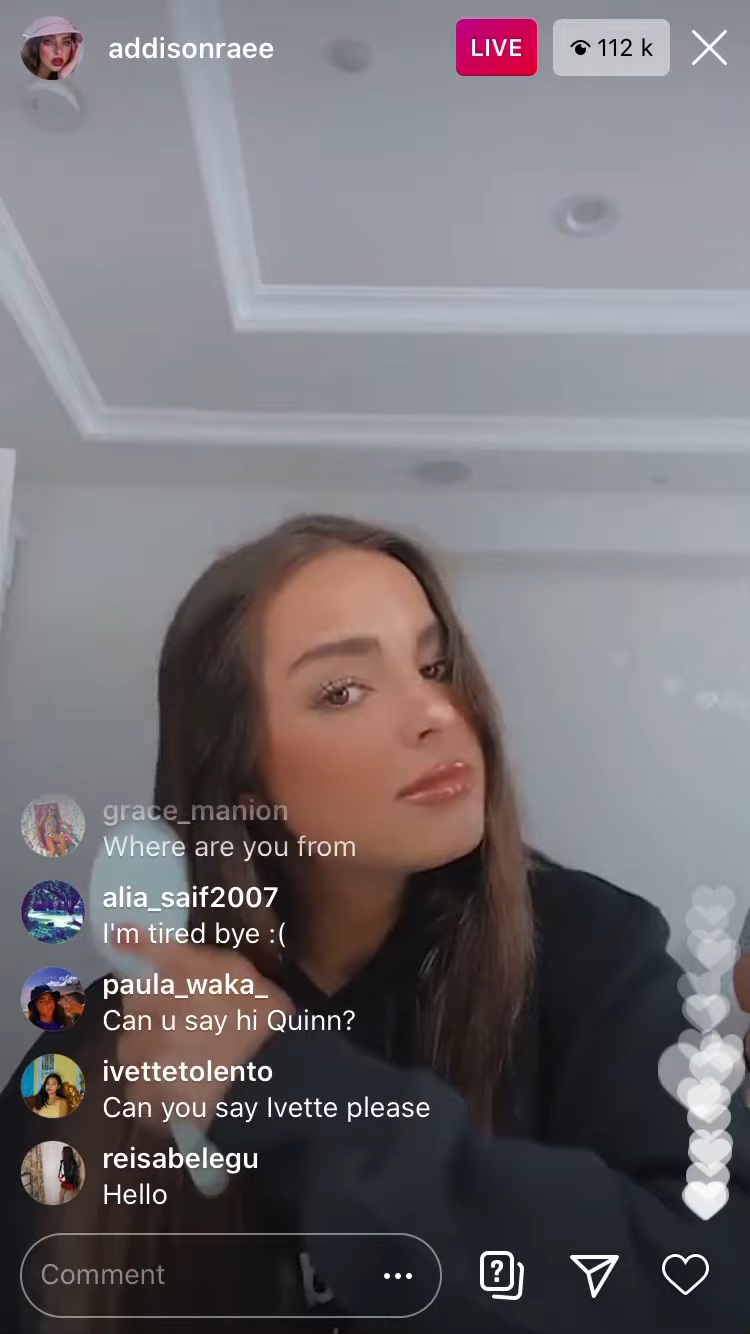 addisonraee
LIVE
112 k
grace_manion
Where are you from
alia_saif2007
I'm tired bye :(
paula_waka_
Can u say hi Quinn?
ivettetolento
Can you say Ivette please
reisabelegu
Hello
Comment